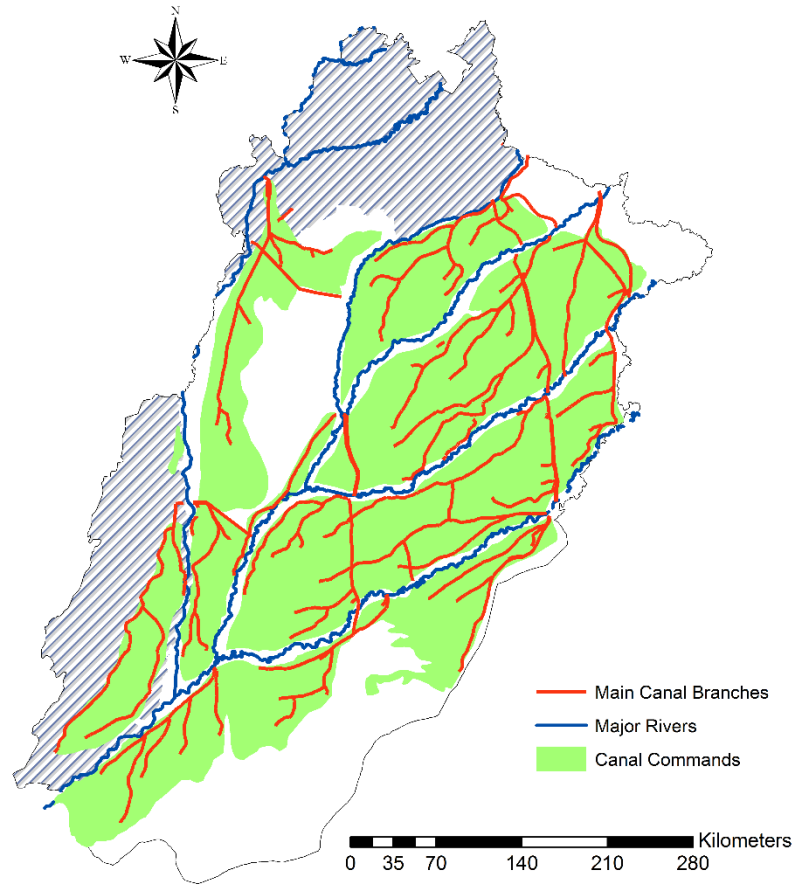 N
W E
S
Main Canal Branches
Major Rivers
Canal Commands
Kilometers
0 35 70 140 210 280